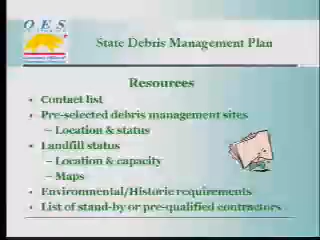 OES
State Debris Management Plan
Resources
• Contact list
• Pre-selected debris management sites
– Location & status
• Landfill status
– Location & capacity
– Maps
• Environmental/Historic requirements
• List of stand-by or pre-qualified contractors